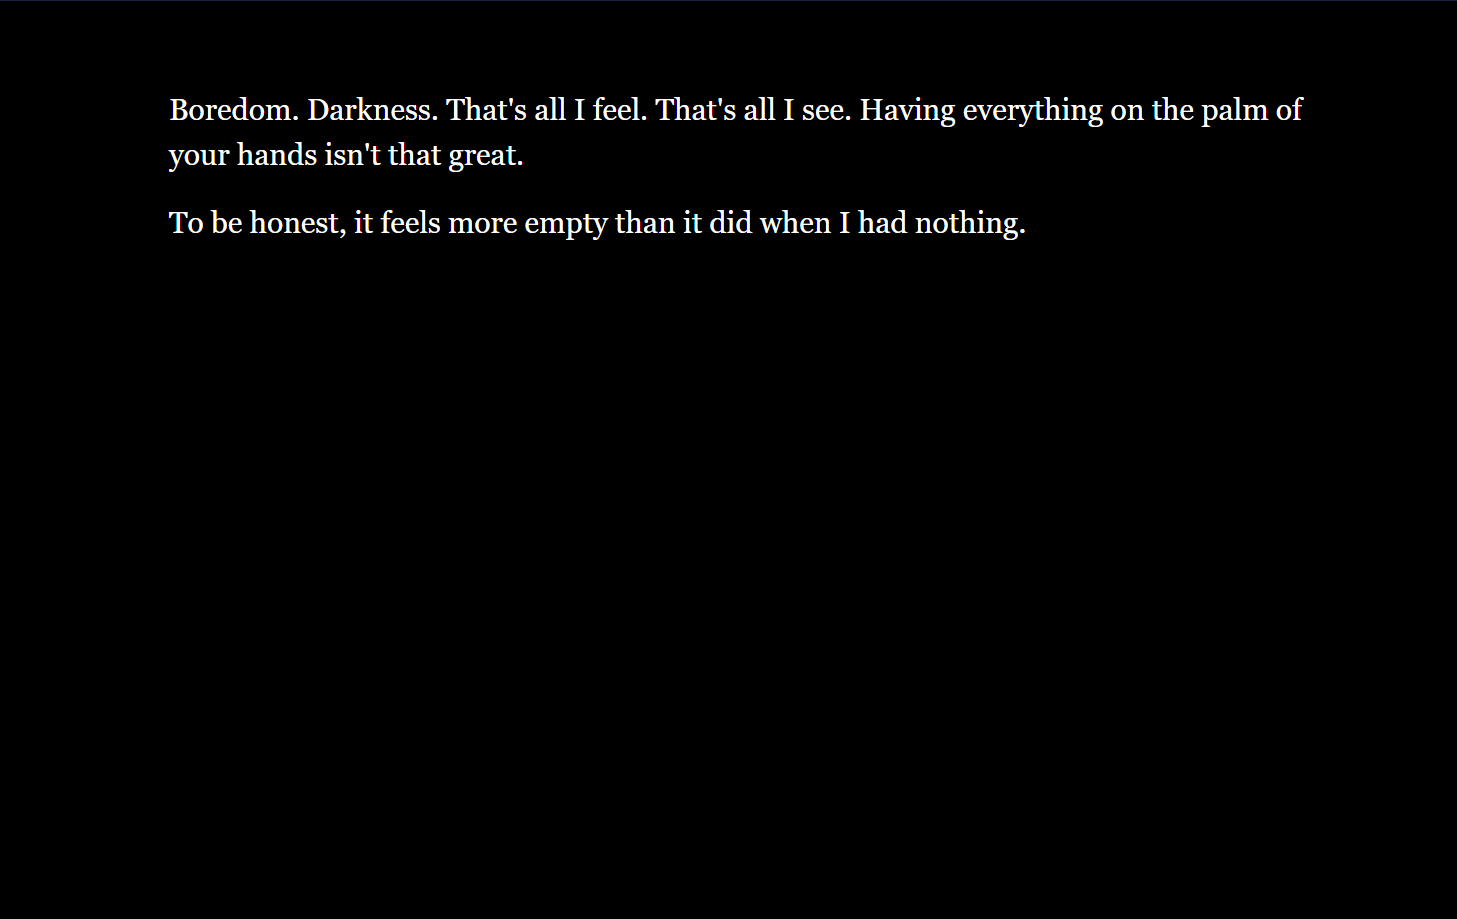 Boredom. Darkness. That's all I feel. That's all I see. Having everything on the palm of
your hands isn't that great.
To be honest, it feels more empty than it did when I had nothing.